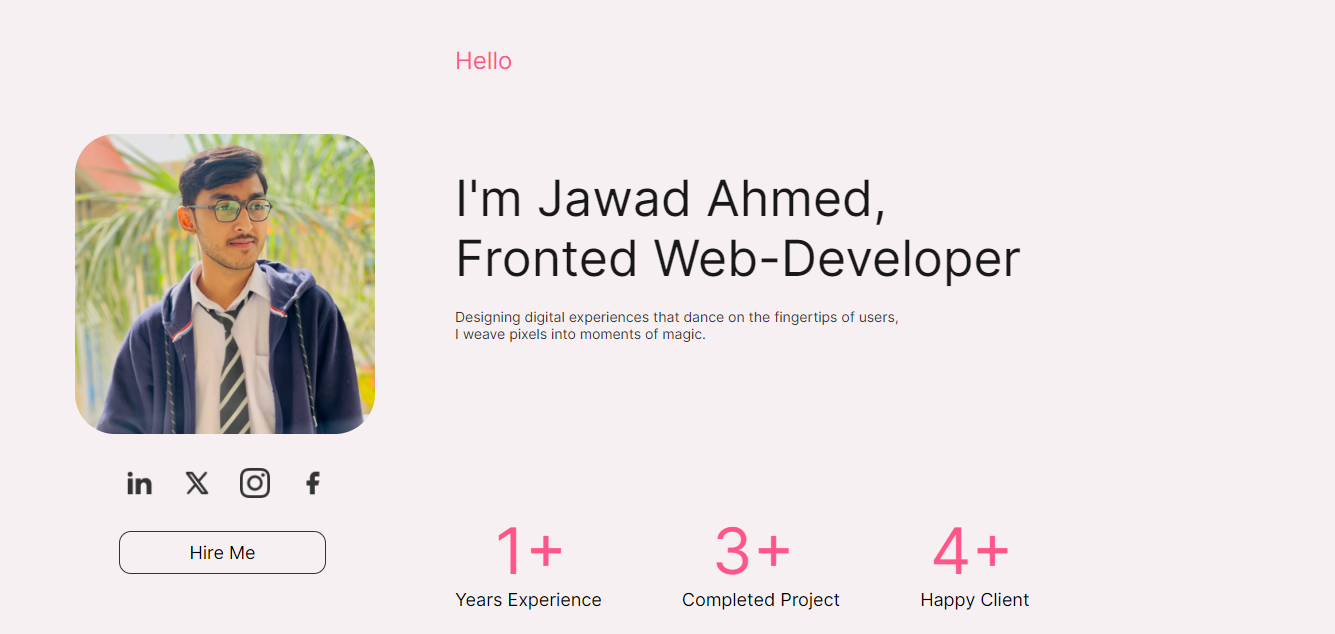 Hello
I'm Jawad Ahmed,
Fronted Web-Developer
Designing digital experiences that dance on the fingertips of users,
I weave pixels into moments of magic.
in
X
f
Hire Me
1+
3+
4+
Years Experience
Completed Project
Happy Client